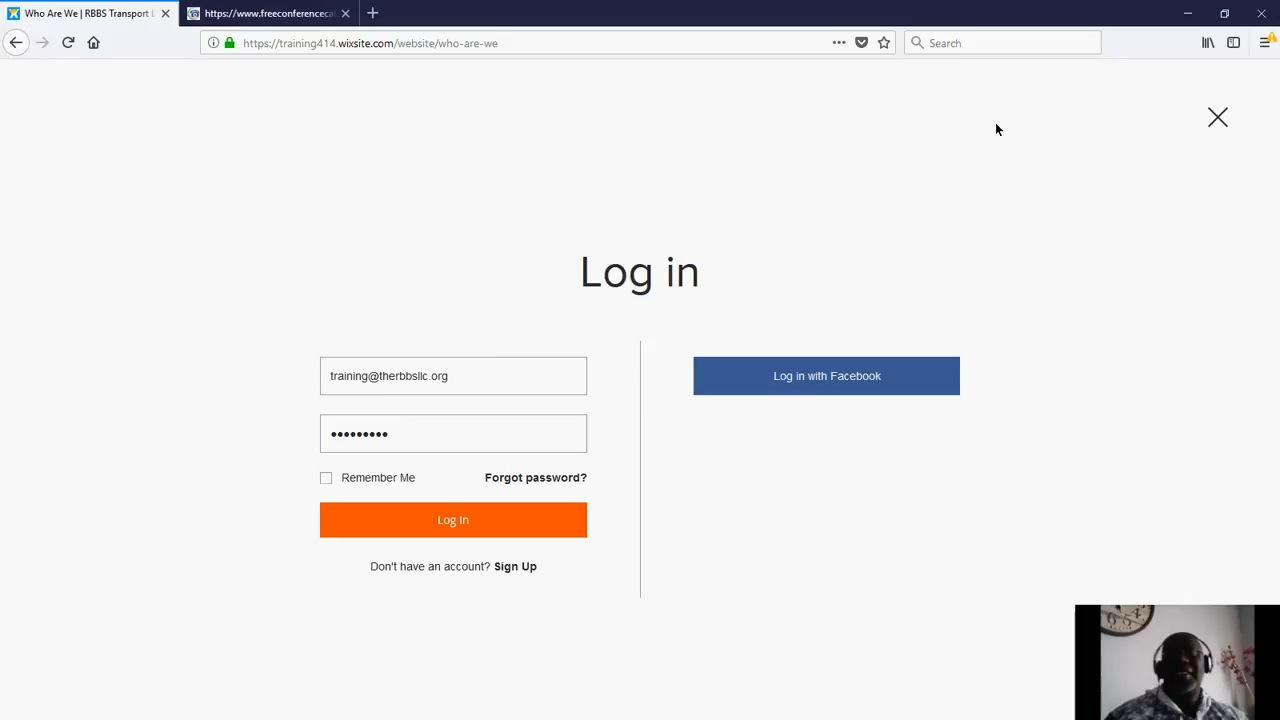 Who Are We | RBBS Transport L
https://www.freeconferencecal
https://training414.wixsite.com/website/who-are-we
Search
Log in
training@therbbsllc.org
Log in with Facebook
Remember Me
Forgot password?
Log In
Don't have an account? Sign Up